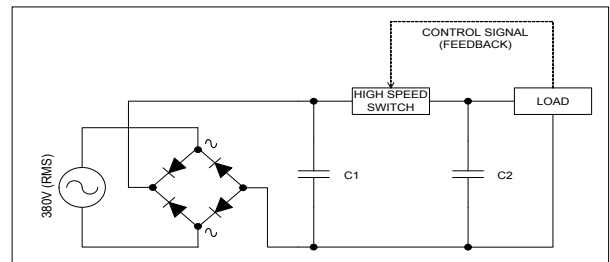 CONTROL SIGNAL
(FEEDBACK)
HIGH SPEED
SWITCH
LOAD
380V (RMS)
C1
C2